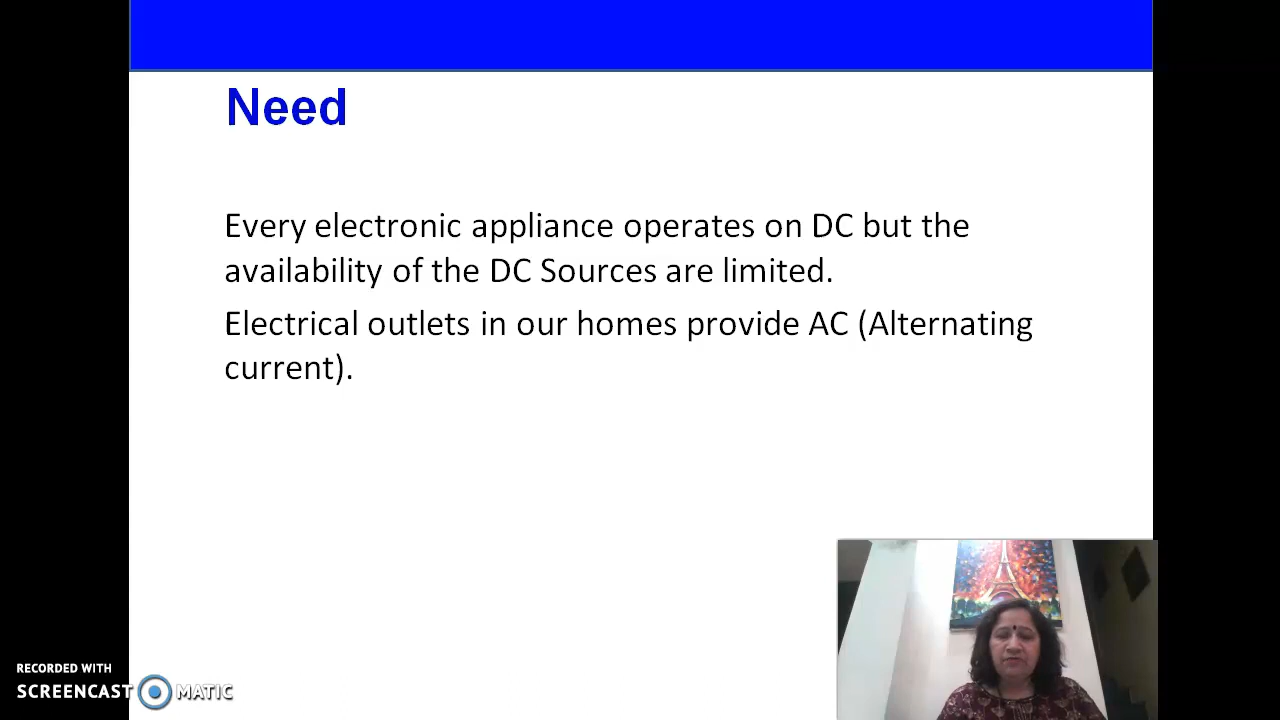 Need
Every electronic appliance operates on DC but the
availability of the DC Sources are limited.
Electrical outlets in our homes provide AC (Alternating
current).
RECORDED WITH
SCREENCAST MATIC